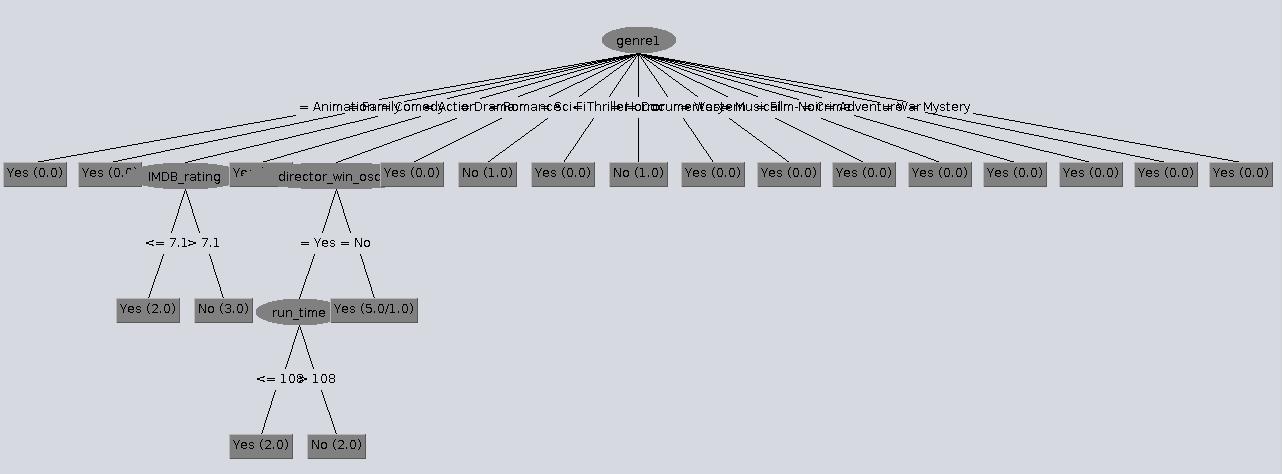 genre1
= Animation = Family = Comedy = Action = Drama = Romance = Sci-Fi = Thriller = Horror = Documentary = Western = Musical = Film-Noir = Crime = Adventure = War = Mystery
Yes (0.0) Yes (0.0) IMDB_rating Yes director_win_osc Yes (0.0) No (1.0) Yes (0.0) No (1.0) Yes (0.0) Yes (0.0) Yes (0.0) Yes (0.0) Yes (0.0) Yes (0.0) Yes (0.0) Yes (0.0)
<= 7.1 > 7.1 = Yes = No
Yes (2.0) No (3.0) run_time Yes (5.0/1.0)
<= 108 > 108
Yes (2.0) No (2.0)